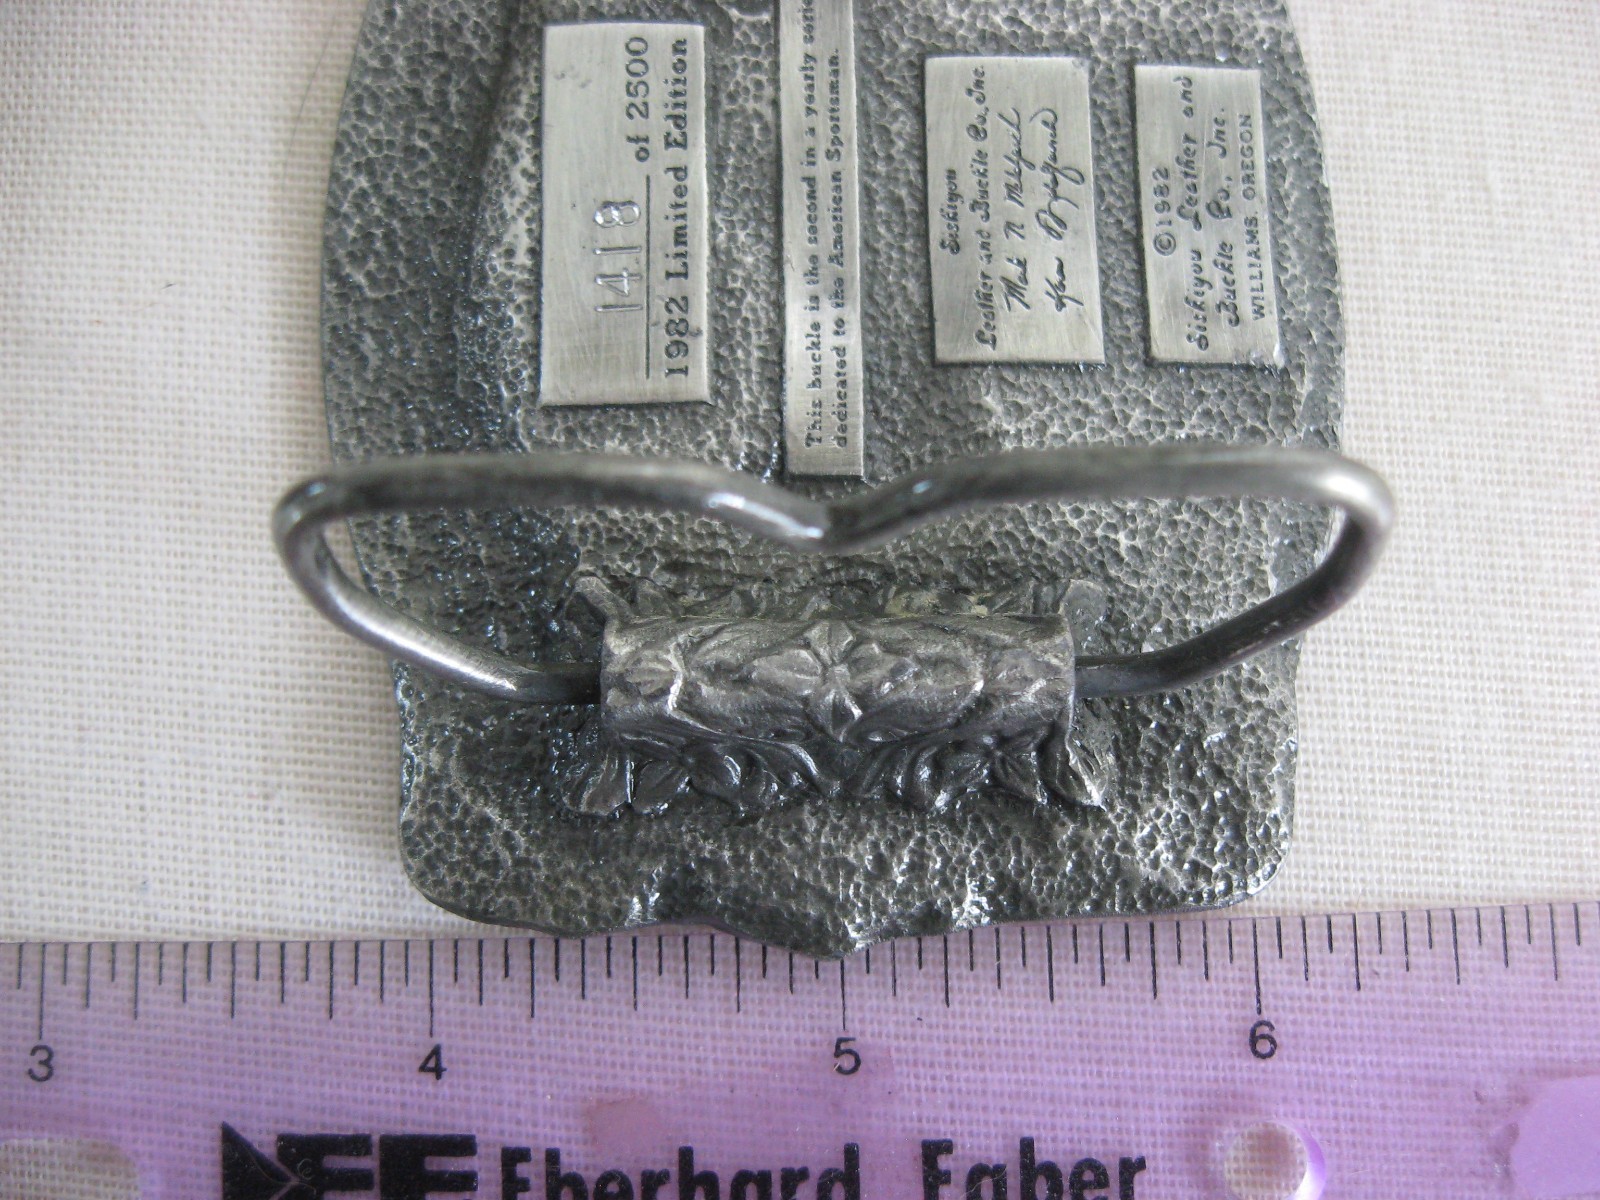 1418 of 2500
1982 Limited Edition
This buckle is the second in a yearly series
dedicated to the American Sportsman.
Siskiyou
Leather and Buckle Co., Inc.
©1982
Siskiyou Leather and
Buckle Co., Inc.
WILLIAMS, OREGON
3 4 5 6
Eberhard Faber